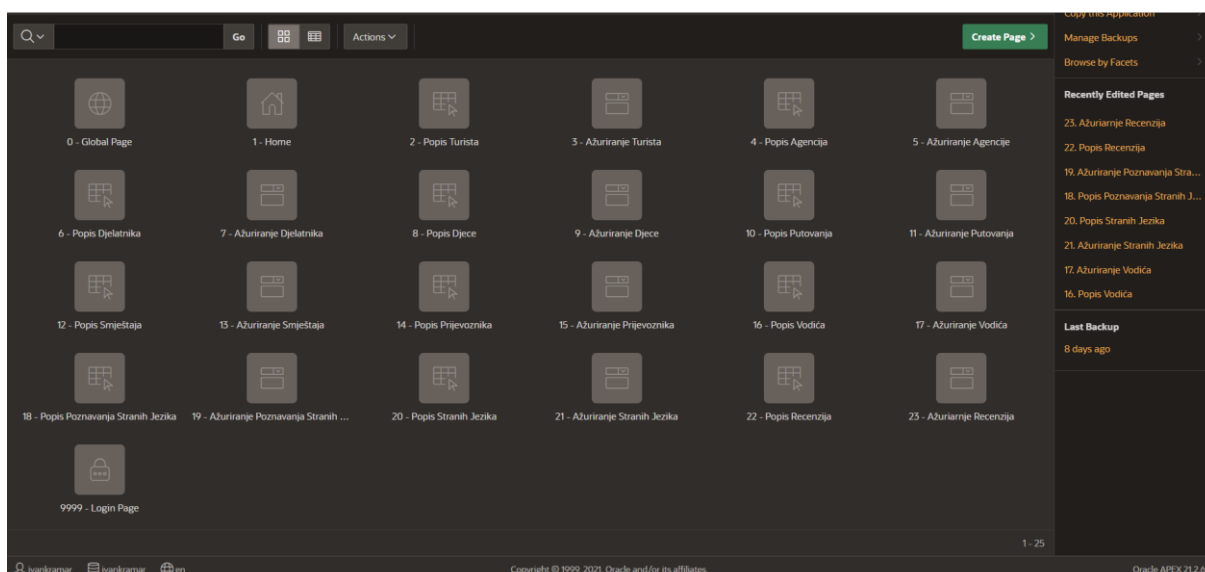 Copy this Application
Go
Actions
Create Page >
Manage Backups
Browse by Facets
Recently Edited Pages
23. Ažuriarnje Recenzija
22. Popis Recenzija
19. Ažuriranje Poznavanja Stra...
18. Popis Poznavanja Stranih J...
20. Popis Stranih Jezika
21. Ažuriranje Stranih Jezika
17. Ažuriranje Vodića
16. Popis Vodića
Last Backup
8 days ago
0 - Global Page
1 - Home
2 - Popis Turista
3 - Ažuriranje Turista
4 - Popis Agencija
5 - Ažuriranje Agencije
6 - Popis Djelatnika
7 - Ažuriranje Djelatnika
8 - Popis Djece
9 - Ažuriranje Djece
10 - Popis Putovanja
11 - Ažuriranje Putovanja
12 - Popis Smještaja
13 - Ažuriranje Smještaja
14 - Popis Prijevoznika
15 - Ažuriranje Prijevoznika
16 - Popis Vodića
17 - Ažuriranje Vodića
18 - Popis Poznavanja Stranih Jezika
19 - Ažuriranje Poznavanja Stranih ...
20 - Popis Stranih Jezika
21 - Ažuriranje Stranih Jezika
22 - Popis Recenzija
23 - Ažuriarnje Recenzija
9999 - Login Page
1 - 25
ivankramar
ivankramar
en
Copyright © 1999, 2021, Oracle and/or its affiliates.
Oracle APEX 21.2.6